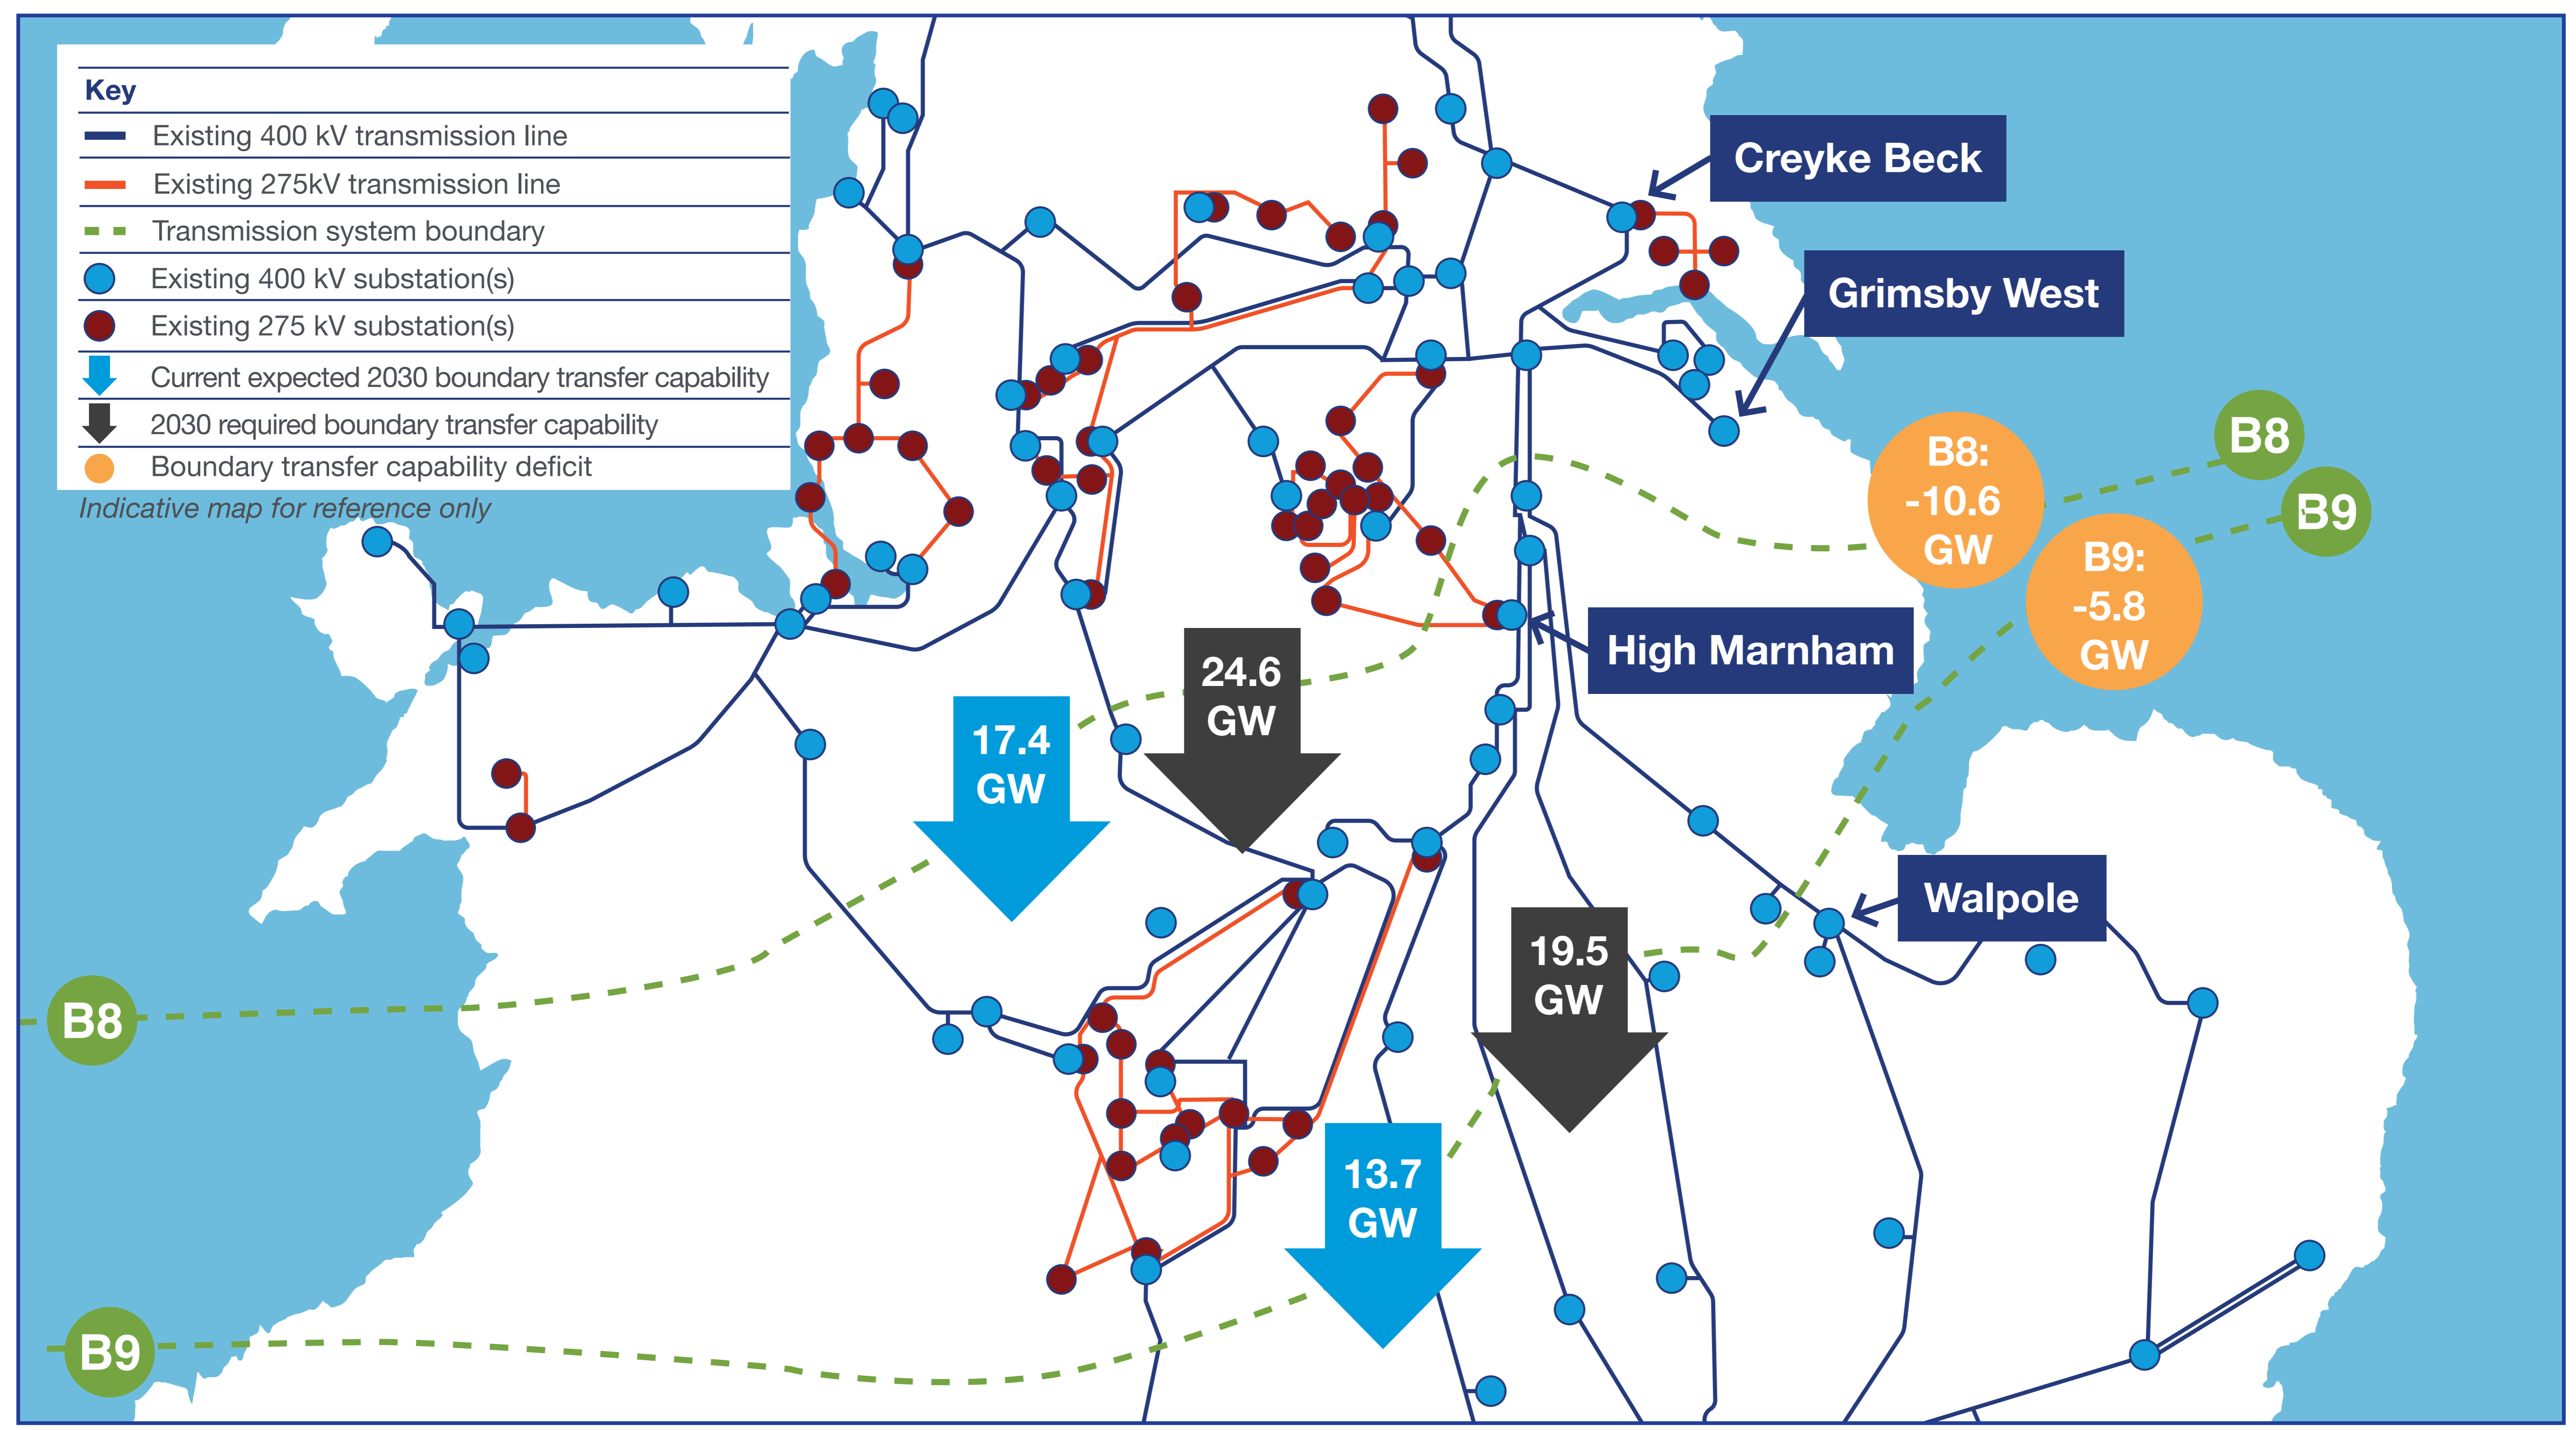 Key
Existing 400 kV transmission line
Existing 275kV transmission line
Transmission system boundary
Existing 400 kV substation(s)
Existing 275 kV substation(s)
Current expected 2030 boundary transfer capability
2030 required boundary transfer capability
Boundary transfer capability deficit
Indicative map for reference only
Creyke Beck
Grimsby West
B8
B9
B8:
-10.6
GW
B9:
-5.8
GW
High Marnham
24.6
GW
17.4
GW
Walpole
19.5
GW
B8
13.7
GW
B9